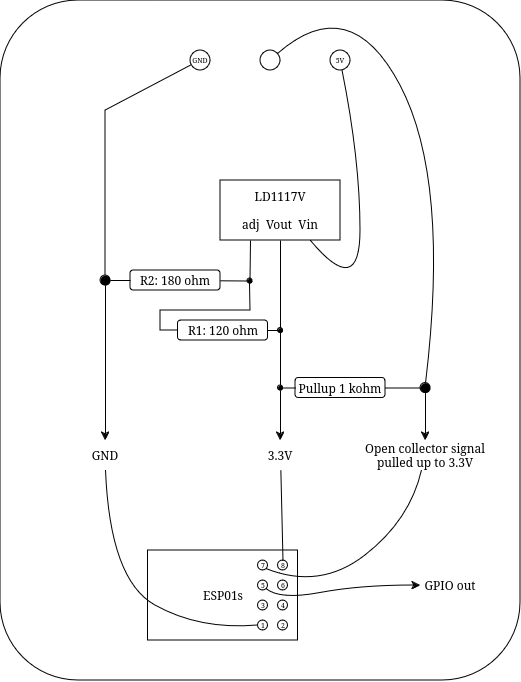 GND
5V
LD1117V
adj Vout Vin
R2: 180 ohm
R1: 120 ohm
Pullup 1 kohm
GND
3.3V
Open collector signal
pulled up to 3.3V
7 8
5 6
GPIO out
ESP01s
3 4
1 2